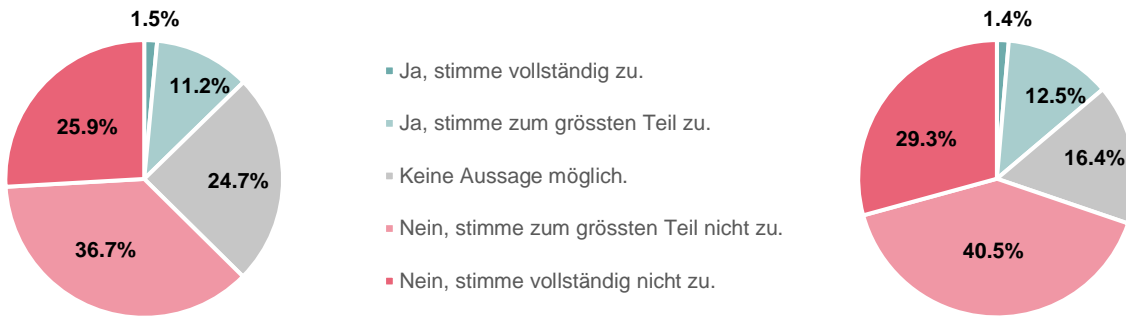 1.5%
11.2%
24.7%
36.7%
25.9%
Ja, stimme vollständig zu.
Ja, stimme zum grössten Teil zu.
Keine Aussage möglich.
Nein, stimme zum grössten Teil nicht zu.
Nein, stimme vollständig nicht zu.
1.4%
12.5%
16.4%
40.5%
29.3%